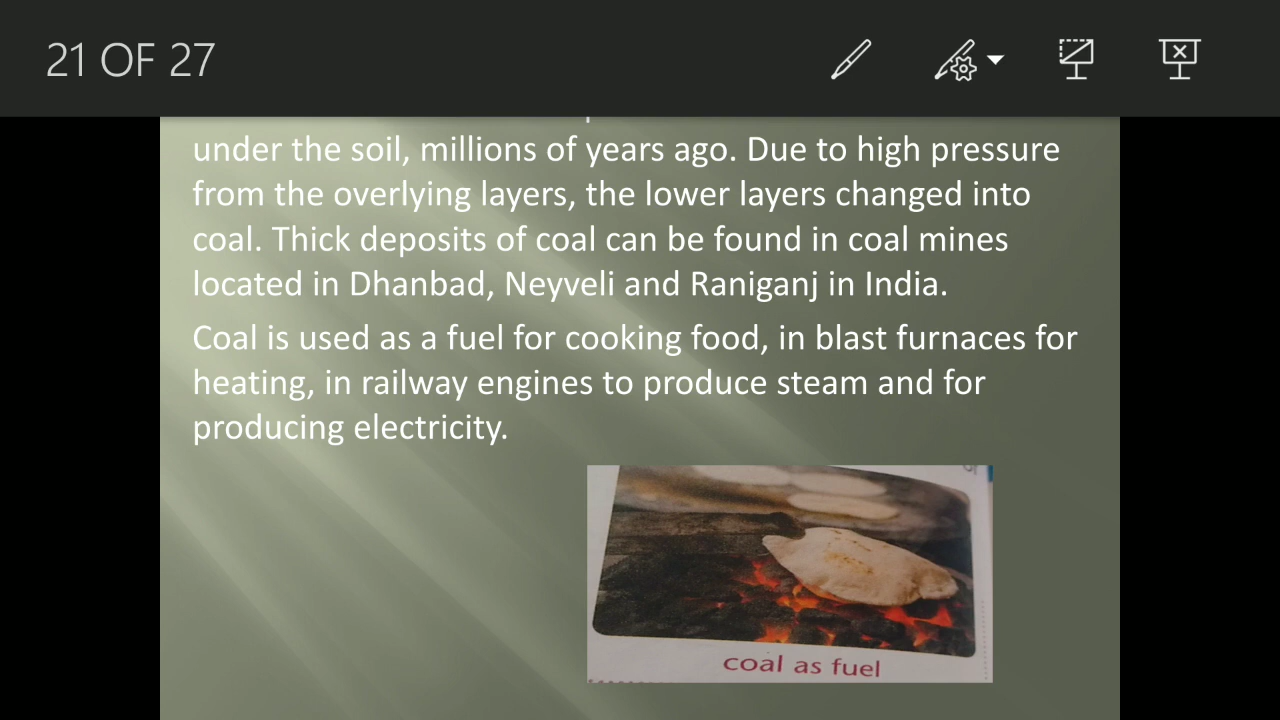 21 OF 27
under the soil, millions of years ago. Due to high pressure
from the overlying layers, the lower layers changed into
coal. Thick deposits of coal can be found in coal mines
located in Dhanbad, Neyveli and Raniganj in India.
Coal is used as a fuel for cooking food, in blast furnaces for
heating, in railway engines to produce steam and for
producing electricity.
coal as fuel